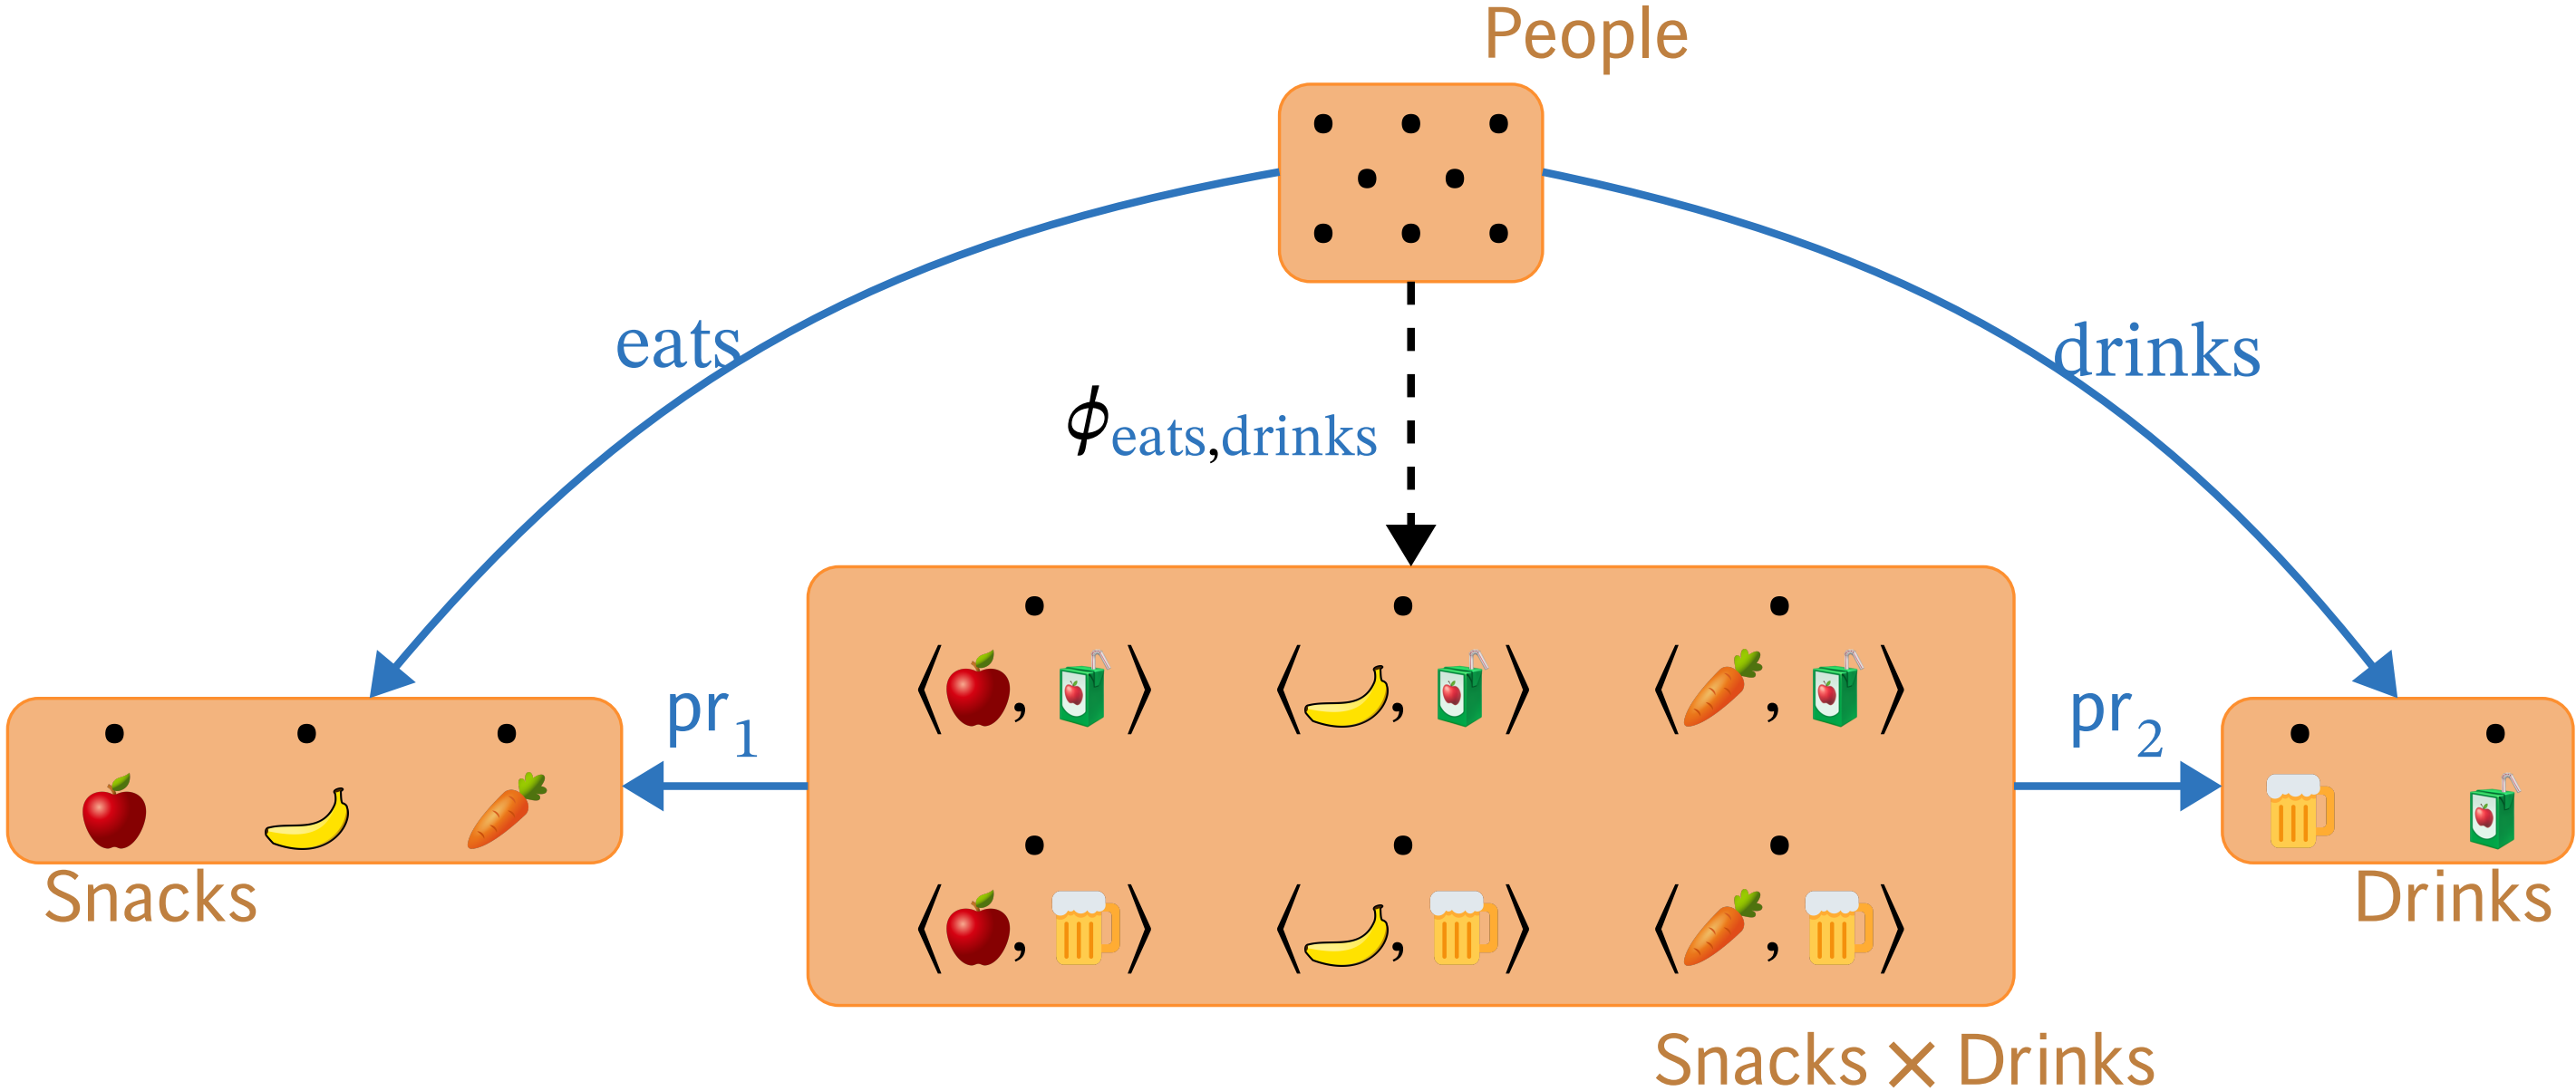 People
eats
drinks
ϕeats,drinks
pr1
pr2
⟨ , ⟩ ⟨ , ⟩ ⟨ , ⟩
⟨ , ⟩ ⟨ , ⟩ ⟨ , ⟩
Snacks
Drinks
Snacks × Drinks